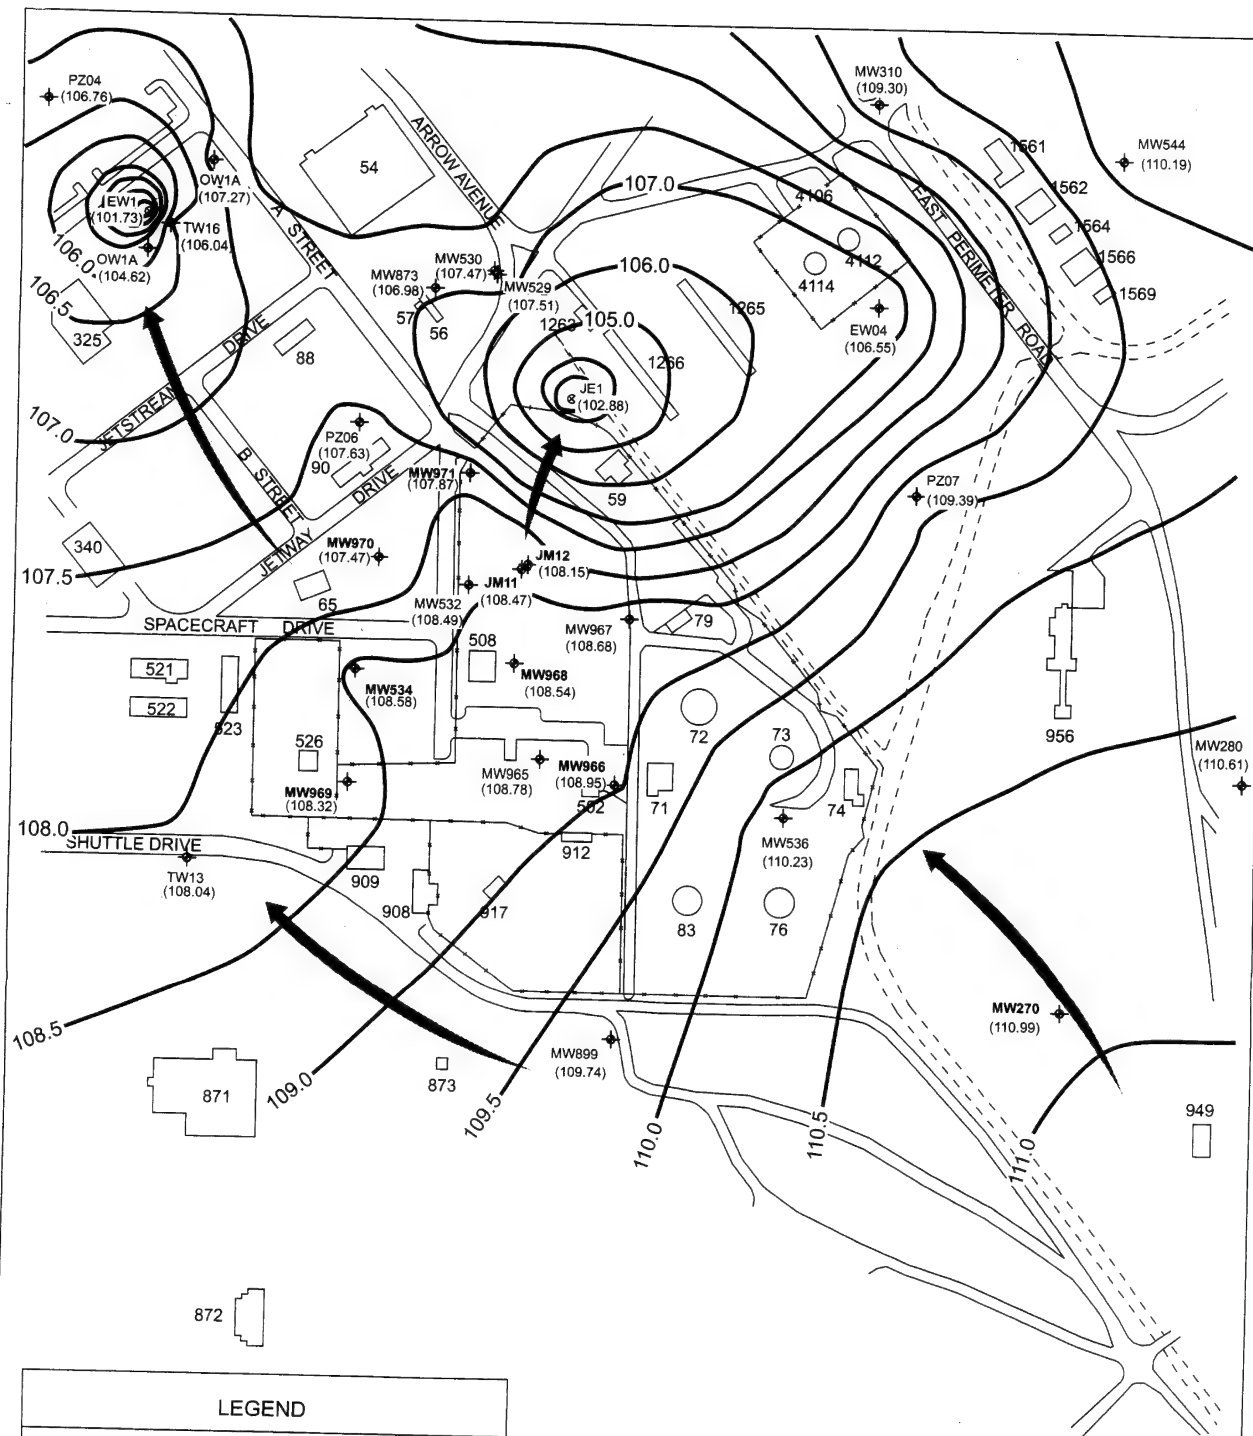 PZ04
(106.76)
MW310
(109.30)
ARROW AVENUE
54
1561
MW544
(110.19)
OW1A
(107.27)
EW1
(101.73)
TW16
(106.04)
107.0
4106
1562
EAST PERIMETER ROAD
1564
A STREET
OW1A
(104.62)
106.0
106.5
MW530
(107.47)
MW873
(106.98)
MW529
(107.51)
106.0
4112
4114
1566
1569
57
56
1263
105.0
1265
EW04
(106.55)
325
DRIVE
JETSTREAM
88
1266
JE1
(102.88)
107.0
PZ06
(107.63)
90
B STREET
DRIVE
JETWAY
MW971
(107.87)
59
PZ07
(109.39)
340
MW970
(107.47)
JM12
(108.15)
107.5
JM11
(108.47)
65
MW532
(108.49)
SPACECRAFT DRIVE
MW967
(108.68)
79
521
522
523
508
MW534
(108.58)
MW968
(108.54)
526
72
73
956
MW280
(110.61)
MW969
(108.32)
MW965
(108.78)
MW966
(108.95)
502
71
74
108.0
SHUTTLE DRIVE
TW13
(108.04)
909
912
MW536
(110.23)
908
917
83
76
108.5
MW270
(110.99)
MW899
(109.74)
871
109.0
873
109.5
110.0
110.5
111.0
949
872
LEGEND